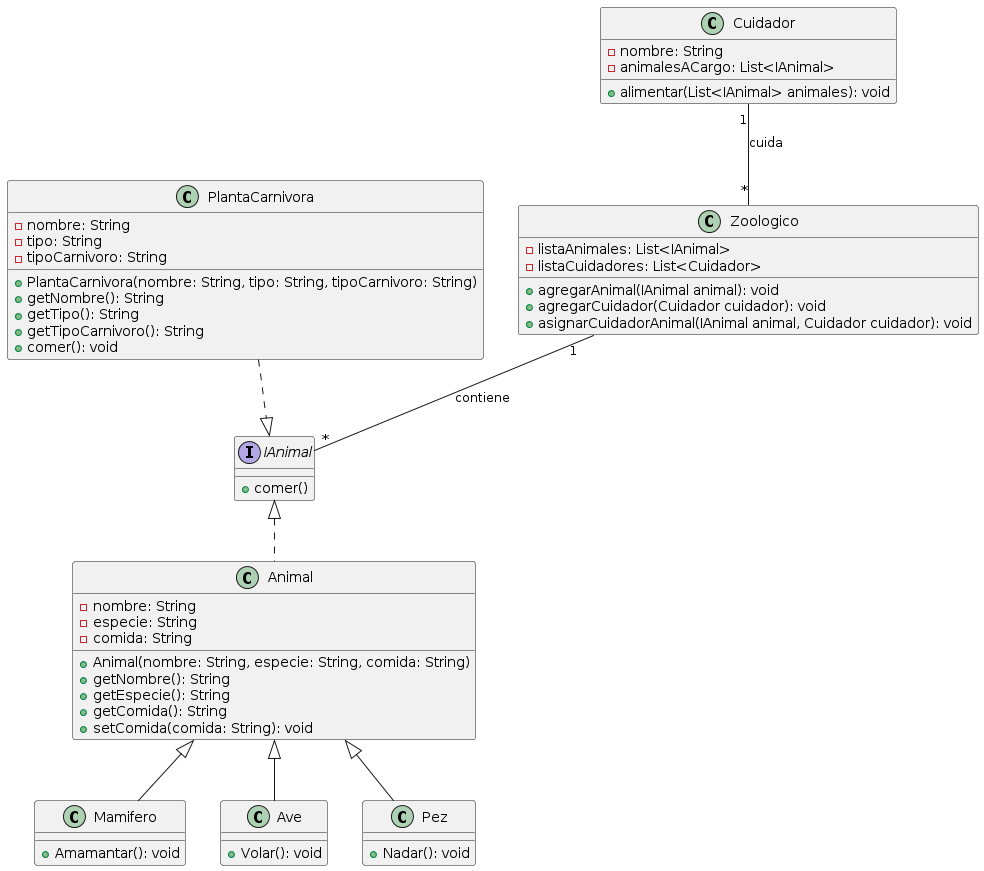 C Cuidador
nombre: String
animalesACargo: List<IAnimal>
alimentar(List<IAnimal> animales): void
1
cuida
*
C PlantaCarnivora
nombre: String
tipo: String
tipoCarnivoro: String
PlantaCarnivora(nombre: String, tipo: String, tipoCarnivoro: String)
getNombre(): String
getTipo(): String
getTipoCarnivoro(): String
comer(): void
C Zoologico
listaAnimales: List<IAnimal>
listaCuidadores: List<Cuidador>
agregarAnimal(IAnimal animal): void
agregarCuidador(Cuidador cuidador): void
asignarCuidadorAnimal(IAnimal animal, Cuidador cuidador): void
1
contiene
*
I IAnimal
comer()
C Animal
nombre: String
especie: String
comida: String
Animal(nombre: String, especie: String, comida: String)
getNombre(): String
getEspecie(): String
getComida(): String
setComida(comida: String): void
C Mamifero
Amamantar(): void
C Ave
Volar(): void
C Pez
Nadar(): void